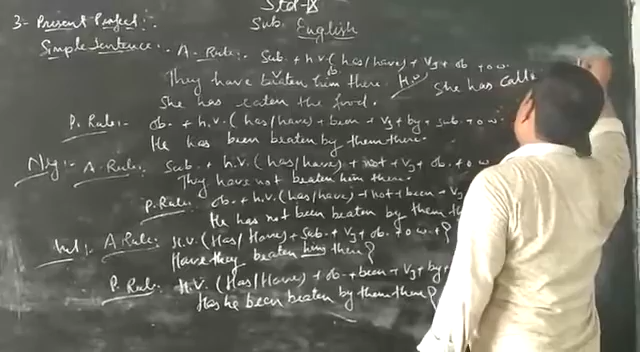 Std-IX
3- Present Perfect:-
Sub. English
Simple Sentence:- A-Rule:- Sub + h.v.(has/have) + V3 + ob + o.w.
They have beaten him there. H.W. She has
She has eaten the food.
P. Rule:- ob. + h.v.(has/have) + been + V3 + by + sub. + o.w.
He has been beaten by them there.
Neg:- A. Rule:- Sub. + h.v.(has/have) + not + V3 + ob. + o.w
They have not beaten him there.
P. Rule:- ob. + h.v.(has/have) + not + been + V3
He has not been beaten by them
Int:- A Rule:- H.V.(Has/Have) + Sub. + V3 + ob. + o.w.?
Have they beaten him there?
P. Rule:- H.V.(Has/Have) + ob. + been + V3 + by
Has he been beaten by them there?